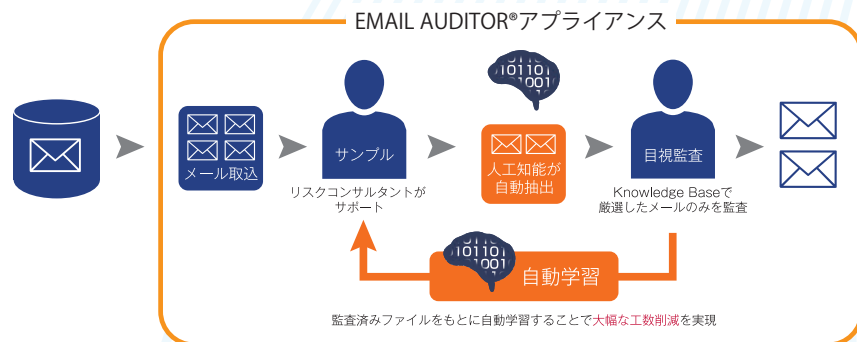 EMAIL AUDITOR®アプライアンス
101101
1001
メール取込
サンプル
人工知能が
自動抽出
目視監査
リスクコンサルタントが
サポート
Knowledge Baseで
厳選したメールのみを監査
101101
1001
自動学習
監査済みファイルをもとに自動学習することで大幅な工数削減を実現